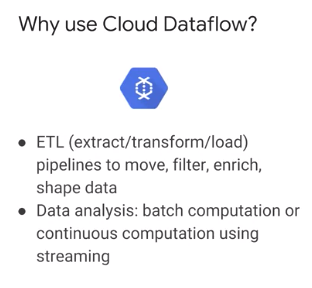 Why use Cloud Dataflow?
● ETL (extract/transform/load)
pipelines to move, filter, enrich,
shape data
● Data analysis: batch computation or
continuous computation using
streaming